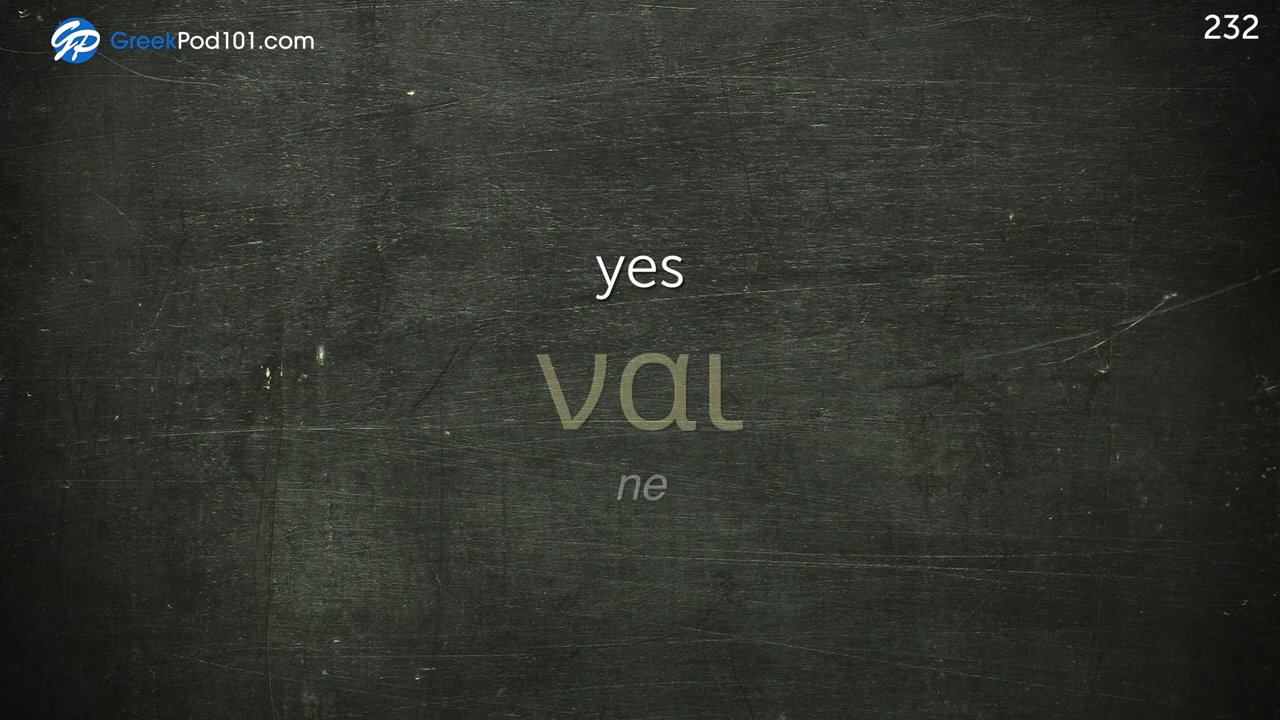 GreekPod101.com
232
yes
ναι
ne